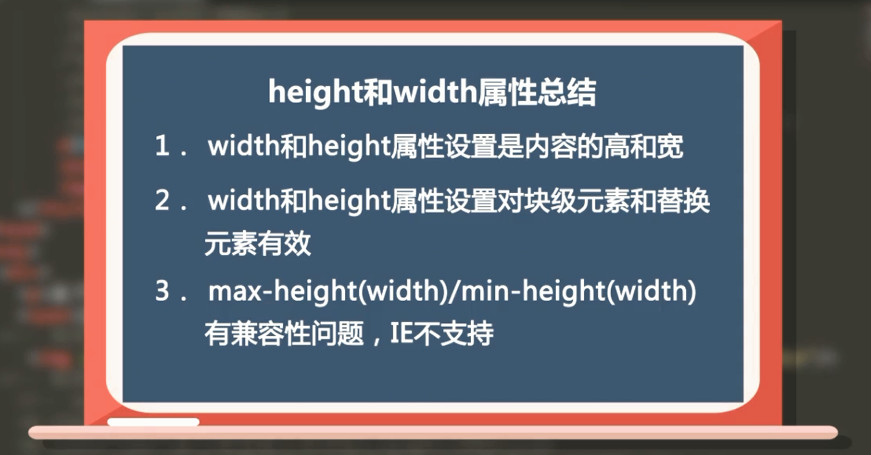 height和width属性总结
1． width和height属性设置是内容的高和宽
2． width和height属性设置对块级元素和替换
元素有效
3． max-height(width)/min-height(width)
有兼容性问题，IE不支持